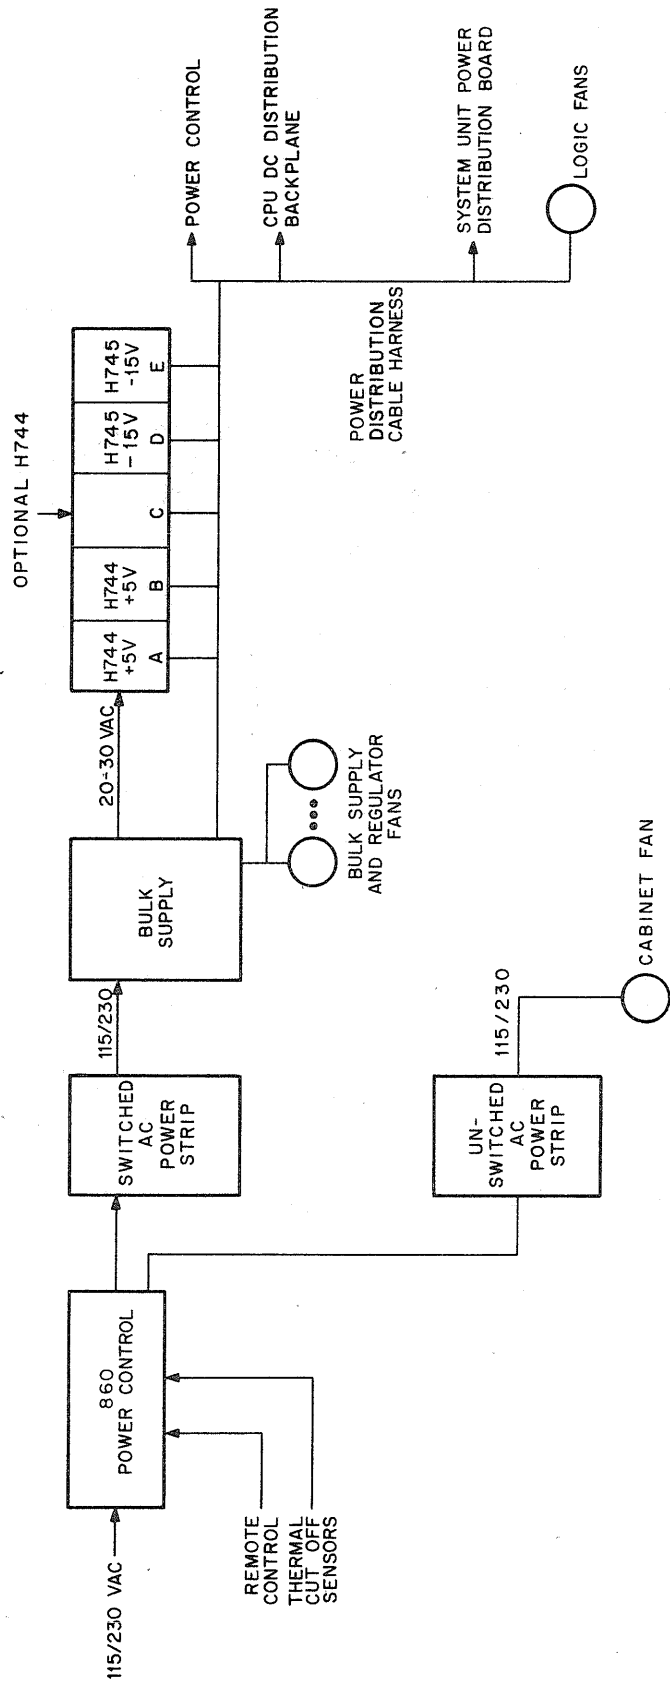 115/230 VAC
860
POWER CONTROL
REMOTE
CONTROL
THERMAL
CUT OFF
SENSORS
SWITCHED
AC
POWER
STRIP
115/230
UN-
SWITCHED
AC
POWER
STRIP
115/230
CABINET FAN
BULK
SUPPLY
20-30 VAC
BULK SUPPLY
AND REGULATOR
FANS
OPTIONAL H744
H744
+5V
A
H744
+5V
B
C
H745
-15V
D
H745
-15V
E
POWER
DISTRIBUTION
CABLE HARNESS
POWER CONTROL
CPU DC DISTRIBUTION
BACKPLANE
SYSTEM UNIT POWER
DISTRIBUTION BOARD
LOGIC FANS